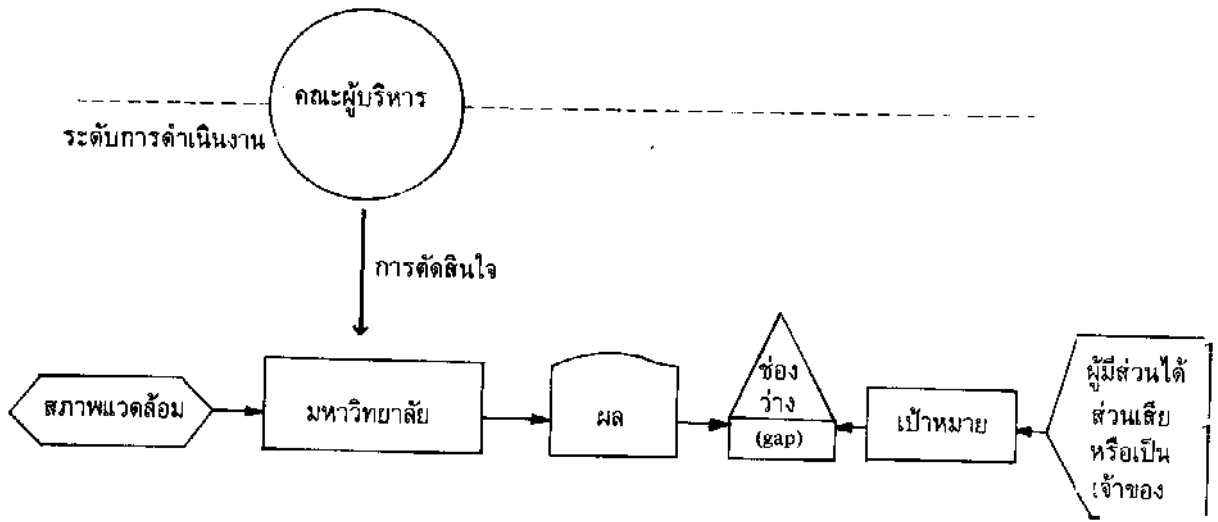 คณะผู้บริหาร
ระดับการดำเนินงาน
การตัดสินใจ
สภาพแวดล้อม
มหาวิทยาลัย
ผล
ช่อง
ว่าง
(gap)
เป้าหมาย
ผู้มีส่วนได้
ส่วนเสีย
หรือเป็น
เจ้าของ